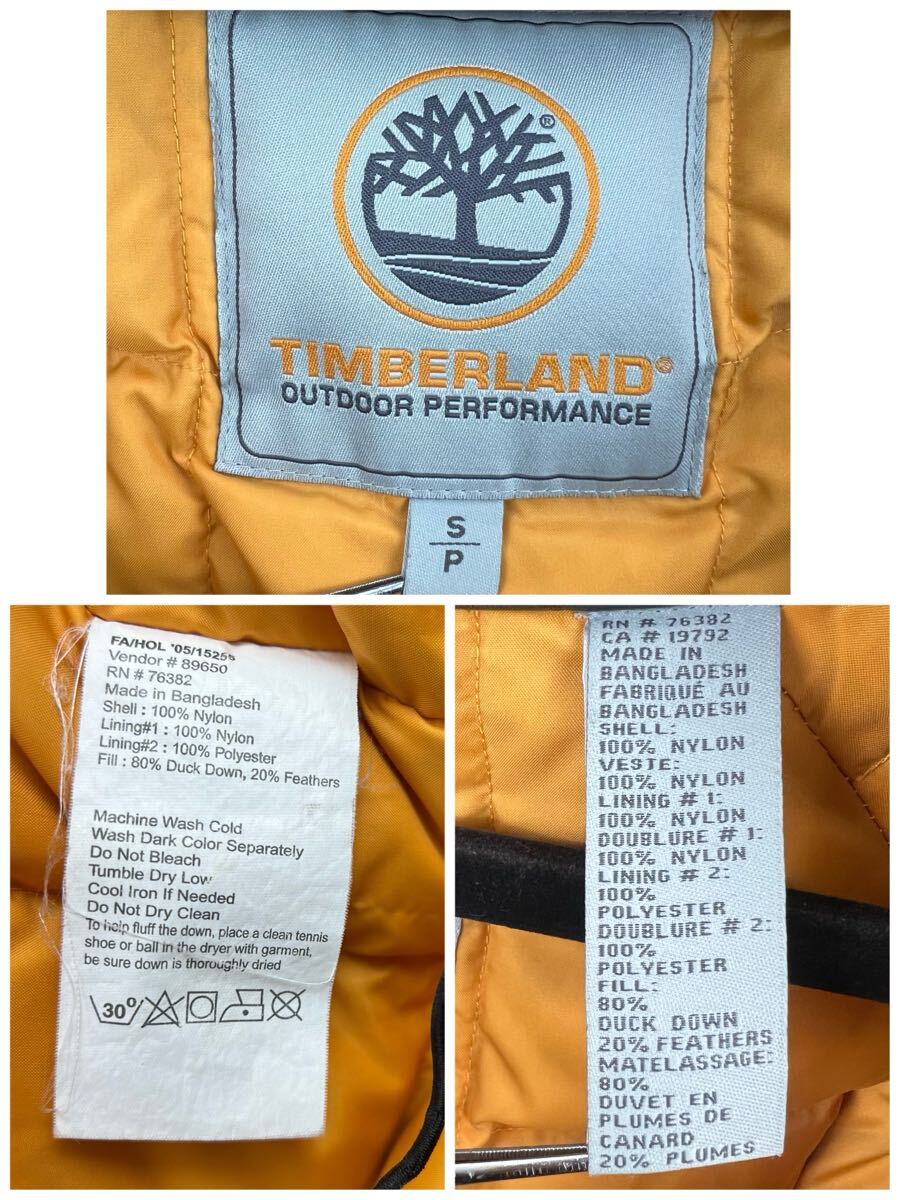 ®
TIMBERLAND®
OUTDOOR PERFORMANCE
S
P
FA/HOL '05/15256
Vendor # 89650
RN # 76382
Made in Bangladesh
Shell : 100% Nylon
Lining#1 : 100% Nylon
Lining#2 : 100% Polyester
Fill : 80% Duck Down, 20% Feathers
Machine Wash Cold
Wash Dark Color Separately
Do Not Bleach
Tumble Dry Low
Cool Iron If Needed
Do Not Dry Clean
To help fluff the down, place a clean tennis
shoe or ball in the dryer with garment,
be sure down is thoroughly dried
30°
RN # 76382
CA # 19792
MADE IN
BANGLADESH
FABRIQUÉ AU
BANGLADESH
SHELL:
100% NYLON
VESTE:
100% NYLON
LINING # 1:
100% NYLON
DOUBLURE # 1:
100% NYLON
LINING # 2:
100%
POLYESTER
DOUBLURE # 2:
100%
POLYESTER
FILL:
80%
DUCK DOWN
20% FEATHERS
MATELASSAGE:
80%
DUVET EN
PLUMES DE
CANARD
20% PLUMES